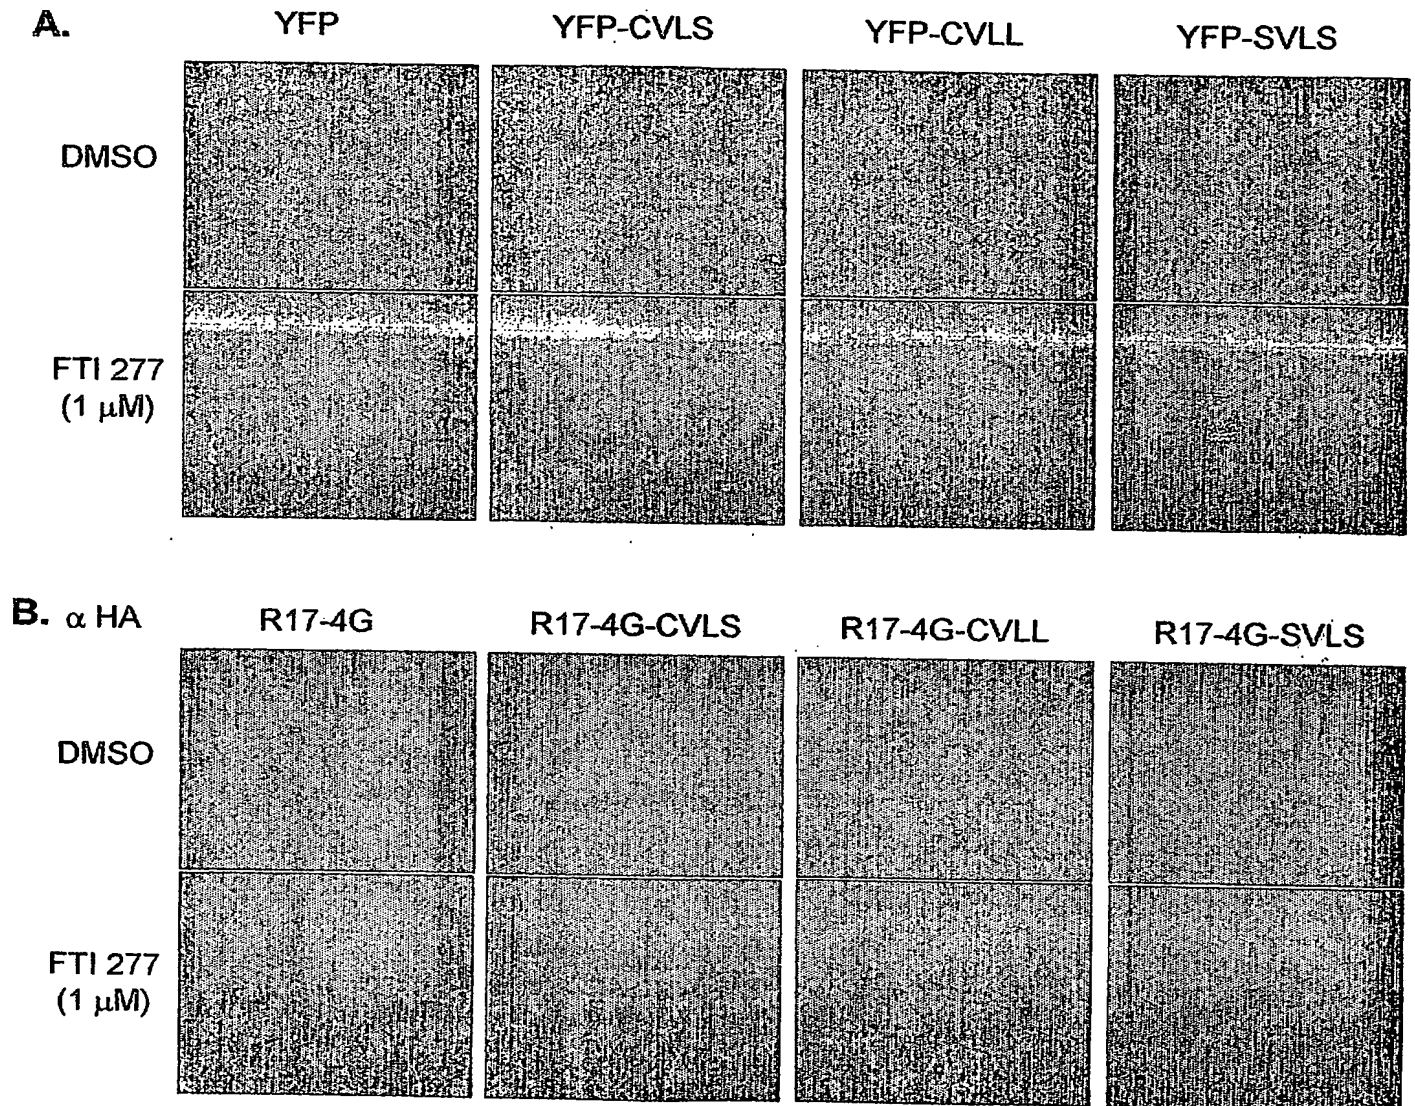 A.
YFP YFP-CVLS YFP-CVLL YFP-SVLS
DMSO
FTI 277
(1 μM)
B. α HA R17-4G R17-4G-CVLS R17-4G-CVLL R17-4G-SVLS
DMSO
FTI 277
(1 μM)